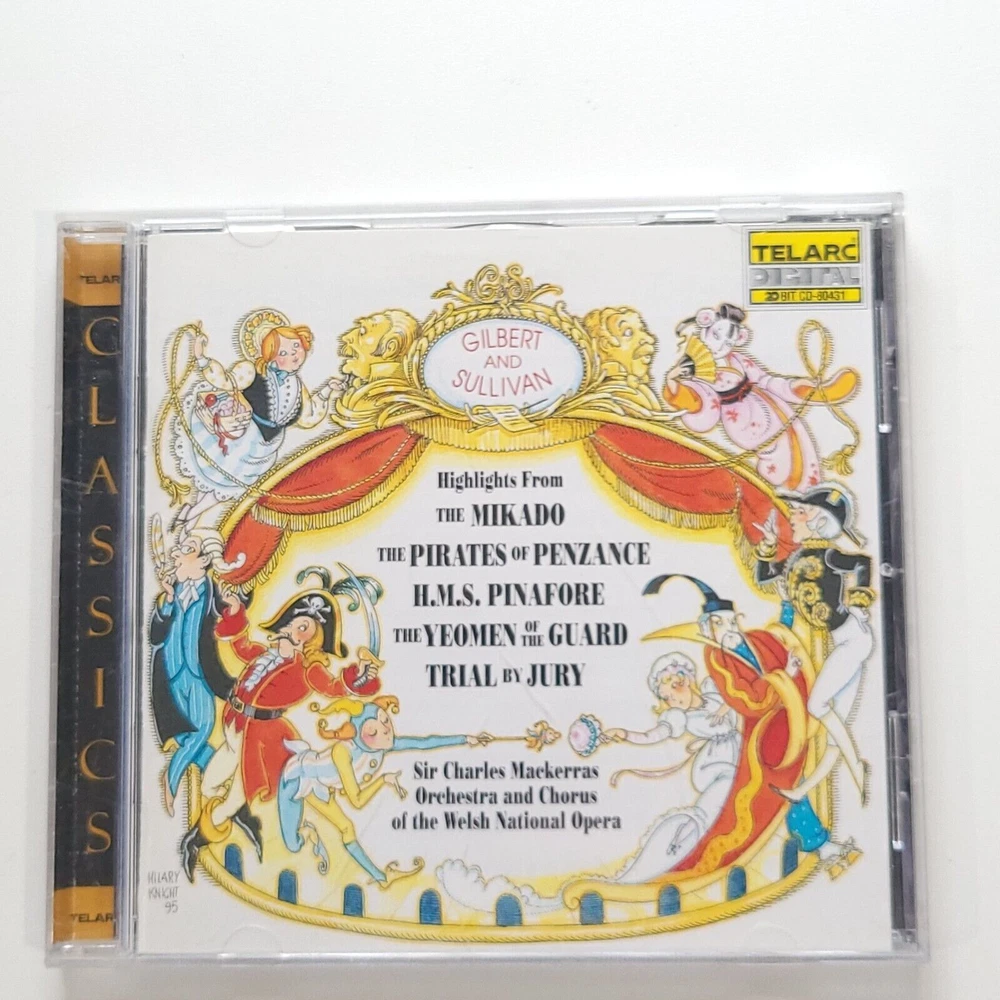 TELARC
CLASSICS
TELARC
TELARC
DIGITAL
20 BIT CD-80431
G&S
GILBERT
AND
SULLIVAN
Highlights From
THE MIKADO
THE PIRATES OF PENZANCE
H.M.S. PINAFORE
THE YEOMEN OF THE GUARD
TRIAL BY JURY
Sir Charles Mackerras
Orchestra and Chorus
of the Welsh National Opera
HILARY
KNIGHT
95